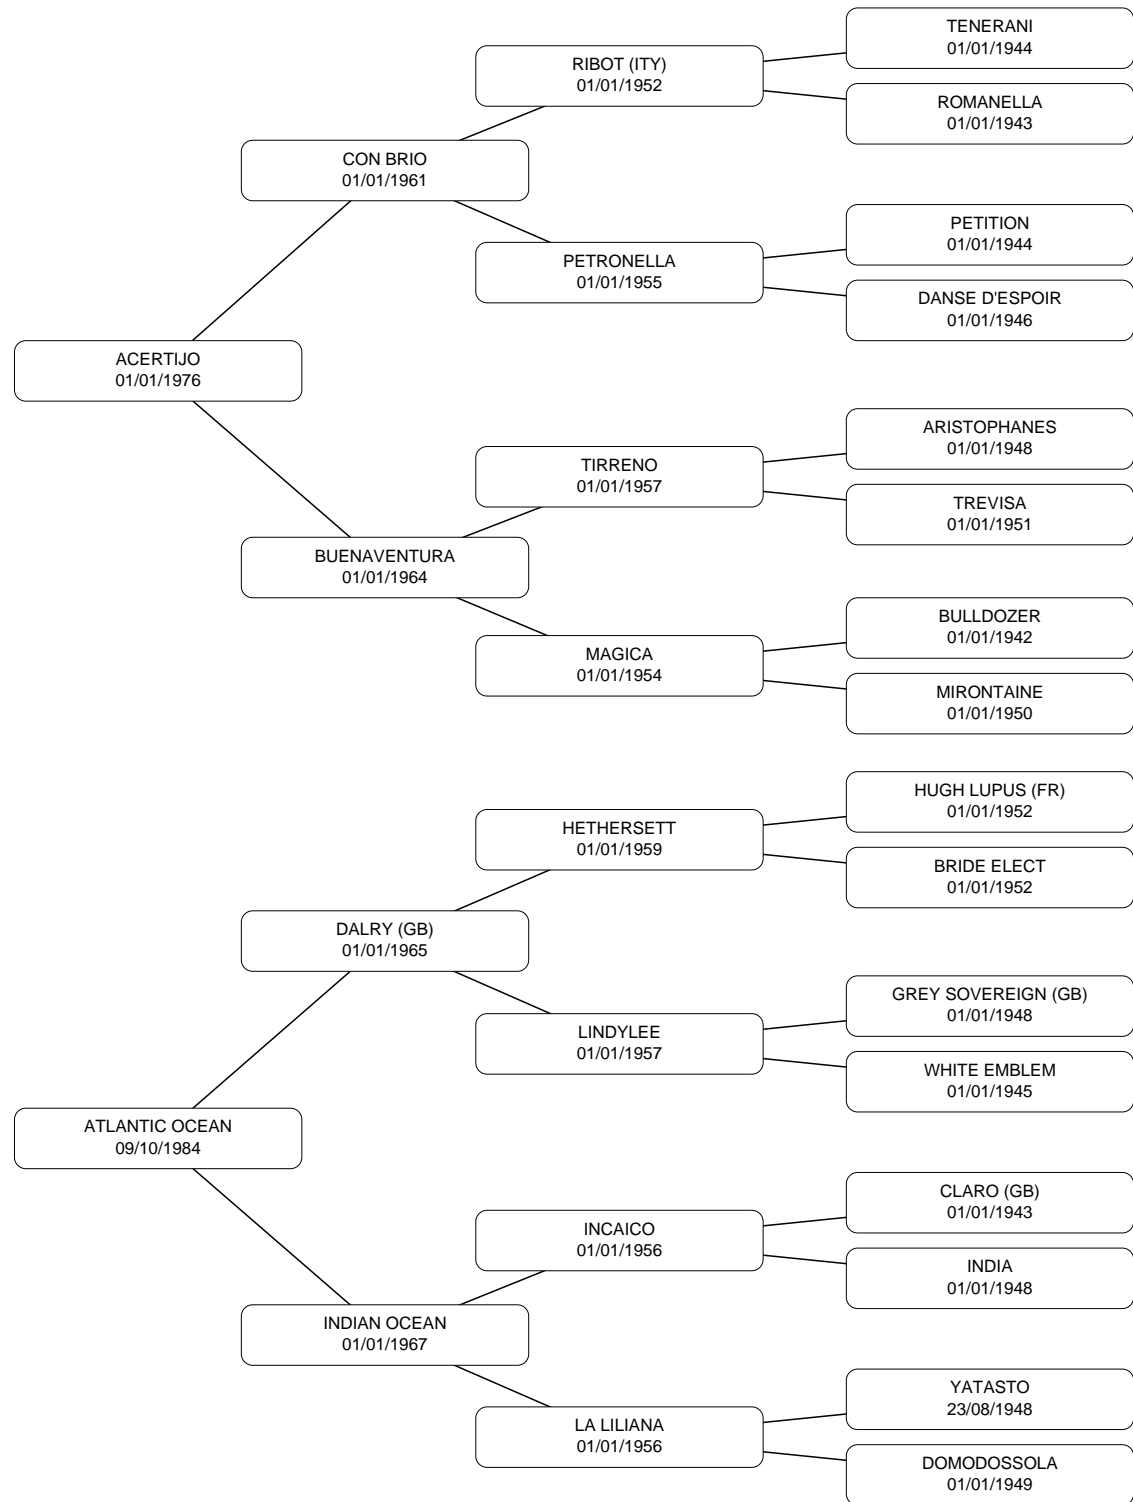 TENERANI
01/01/1944
RIBOT (ITY)
01/01/1952
ROMANELLA
01/01/1943
CON BRIO
01/01/1961
PETITION
01/01/1944
PETRONELLA
01/01/1955
DANSE D'ESPOIR
01/01/1946
ACERTIJO
01/01/1976
ARISTOPHANES
01/01/1948
TIRRENO
01/01/1957
TREVISA
01/01/1951
BUENAVENTURA
01/01/1964
BULLDOZER
01/01/1942
MAGICA
01/01/1954
MIRONTAINE
01/01/1950
HUGH LUPUS (FR)
01/01/1952
HETHERSETT
01/01/1959
BRIDE ELECT
01/01/1952
DALRY (GB)
01/01/1965
GREY SOVEREIGN (GB)
01/01/1948
LINDYLEE
01/01/1957
WHITE EMBLEM
01/01/1945
ATLANTIC OCEAN
09/10/1984
CLARO (GB)
01/01/1943
INCAICO
01/01/1956
INDIA
01/01/1948
INDIAN OCEAN
01/01/1967
YATASTO
23/08/1948
LA LILIANA
01/01/1956
DOMODOSSOLA
01/01/1949